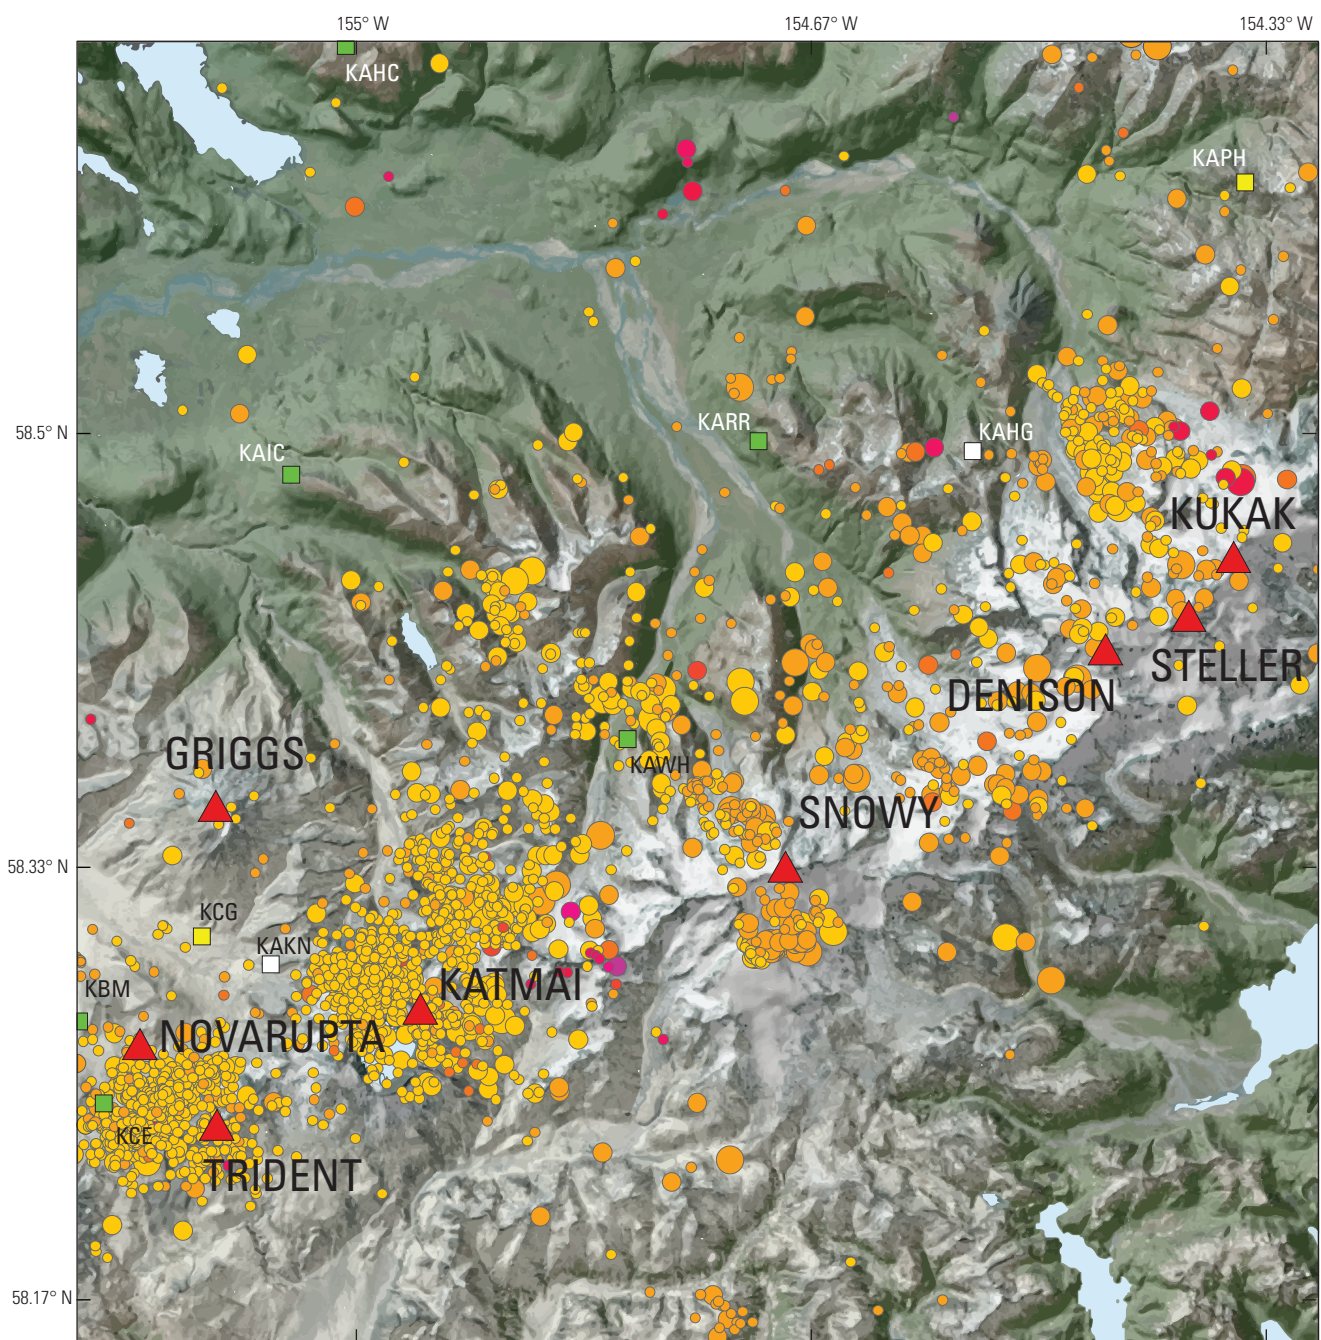 155° W
154.67° W
154.33° W
KAHC
KAPH
58.5° N
KARR
KAHG
KAIC
KUKAK
STELLER
DENISON
GRIGGS
KAWH
SNOWY
58.33° N
KCG
KAKN
KATMAI
KBM
NOVARUPTA
KCE
TRIDENT
58.17° N